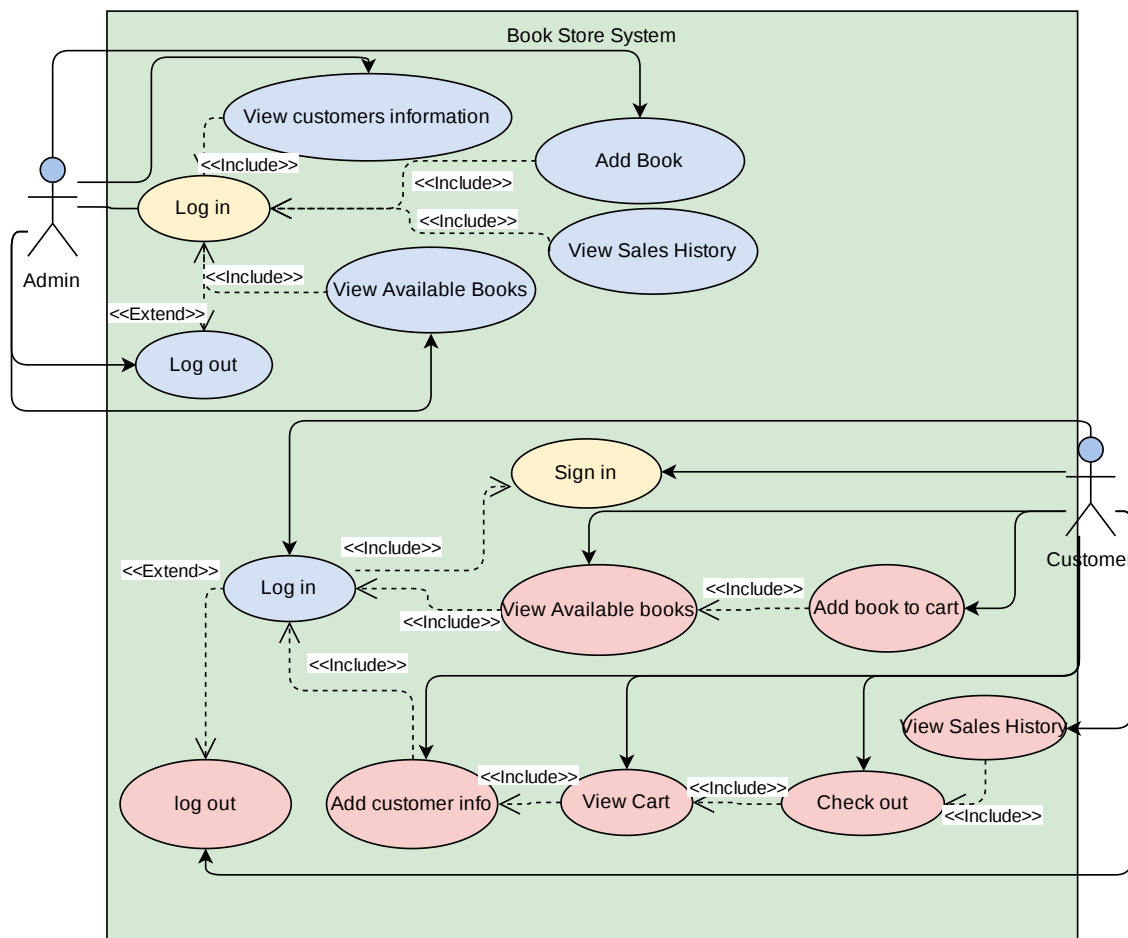 Book Store System
View customers information
<<Include>>
Add Book
<<Include>>
Log in
<<Include>>
View Sales History
Admin
<<Include>>
View Available Books
<<Extend>>
Log out
Sign in
<<Include>>
Customer
<<Extend>>
Log in
View Available books
<<Include>>
Add book to cart
<<Include>>
<<Include>>
View Sales History
log out
Add customer info
<<Include>>
View Cart
<<Include>>
Check out
<<Include>>